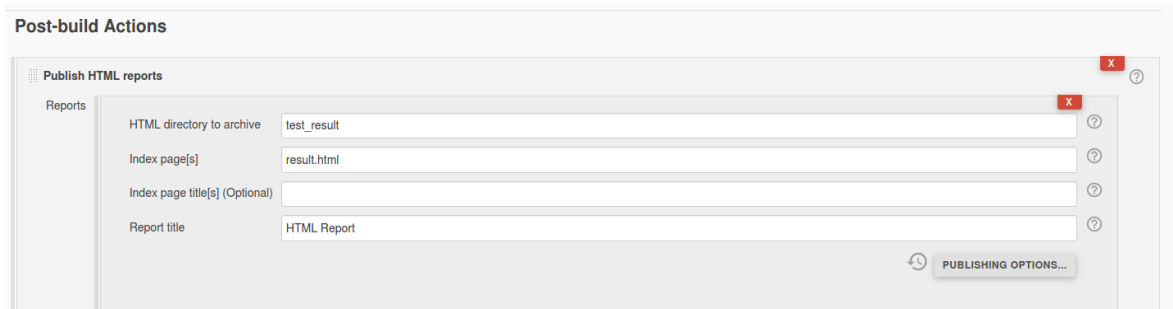 Post-build Actions
X
Publish HTML reports
?
Reports
X
HTML directory to archive test_result ?
Index page[s] result.html ?
Index page title[s] (Optional) ?
Report title HTML Report ?
PUBLISHING OPTIONS...